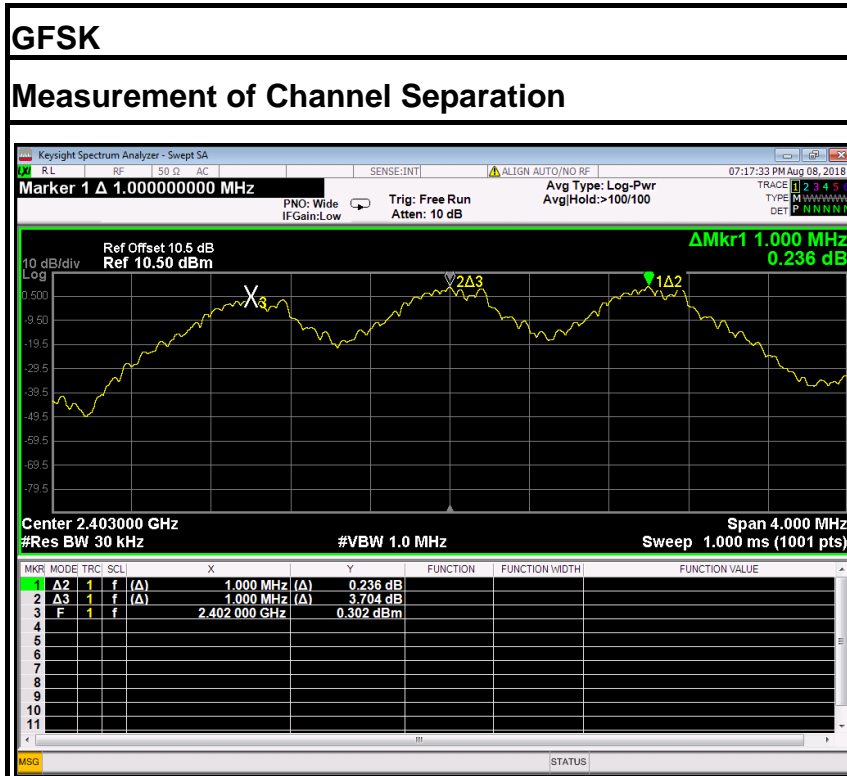 GFSK
Measurement of Channel Separation
Keysight Spectrum Analyzer - Swept SA
LXI RL RF 50 Ω AC SENSE:INT ALIGN AUTO/NO RF 07:17:33 PM Aug 08, 2018
Marker 1 Δ 1.000000000 MHz
PNO: Wide
IFGain:Low
Trig: Free Run
Atten: 10 dB
Avg Type: Log-Pwr
Avg|Hold:>100/100
TRACE 1 2 3 4 5 6
TYPE M WWWWW
DET P N N N N N
ΔMkr1 1.000 MHz
0.236 dB
Ref Offset 10.5 dB
10 dB/div Ref 10.50 dBm
Log
0.500
-9.50
-19.5
-29.5
-39.5
-49.5
-59.5
-69.5
-79.5
X3
2Δ3
1Δ2
Center 2.403000 GHz Span 4.000 MHz
#Res BW 30 kHz #VBW 1.0 MHz Sweep 1.000 ms (1001 pts)
MKR MODE TRC SCL X Y FUNCTION FUNCTION WIDTH FUNCTION VALUE
1 Δ2 1 f (Δ) 1.000 MHz (Δ) 0.236 dB
2 Δ3 1 f (Δ) 1.000 MHz (Δ) 3.704 dB
3 F 1 f 2.402 000 GHz 0.302 dBm
4
5
6
7
8
9
10
11
MSG STATUS